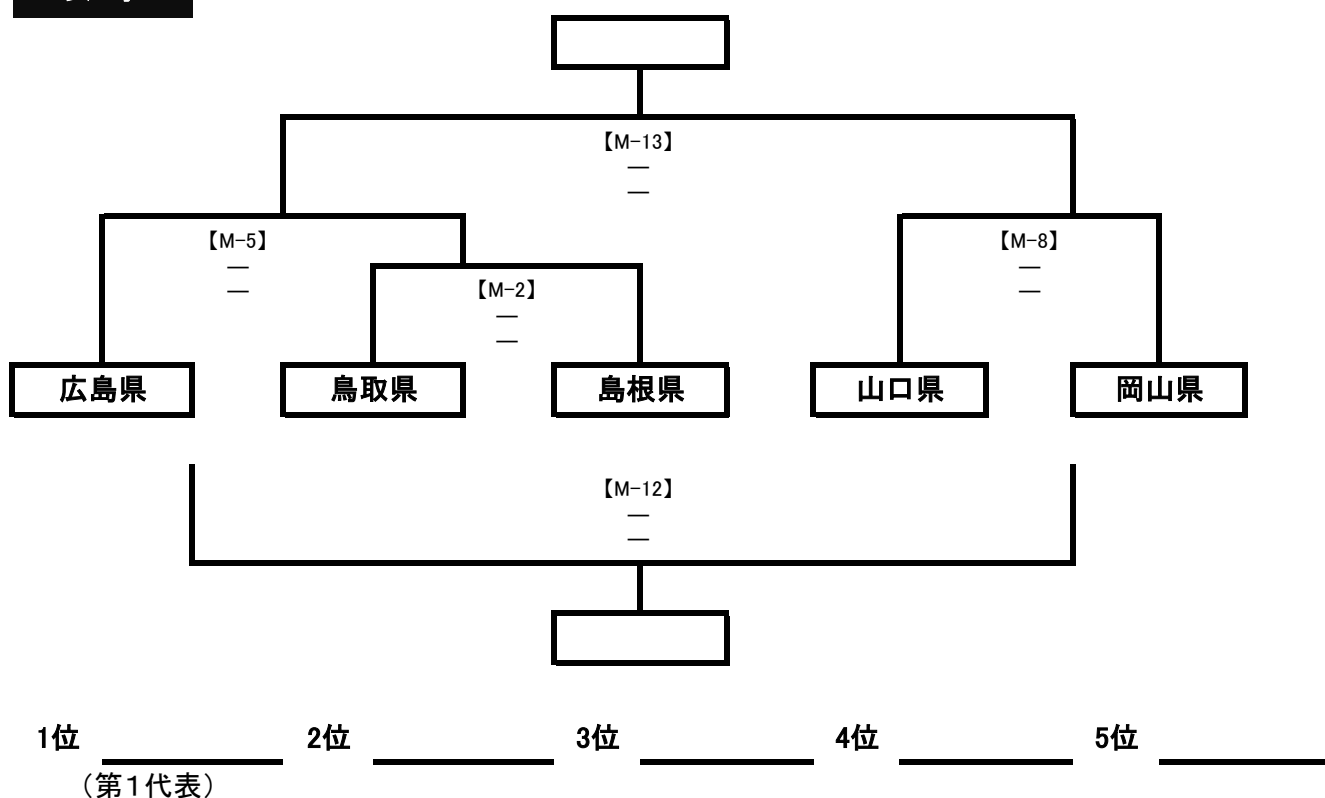 【M-13】
—
—
【M-5】
—
—
【M-8】
—
—
【M-2】
—
—
広島県 鳥取県 島根県 山口県 岡山県
【M-12】
—
—
1位 2位 3位 4位 5位
（第１代表）